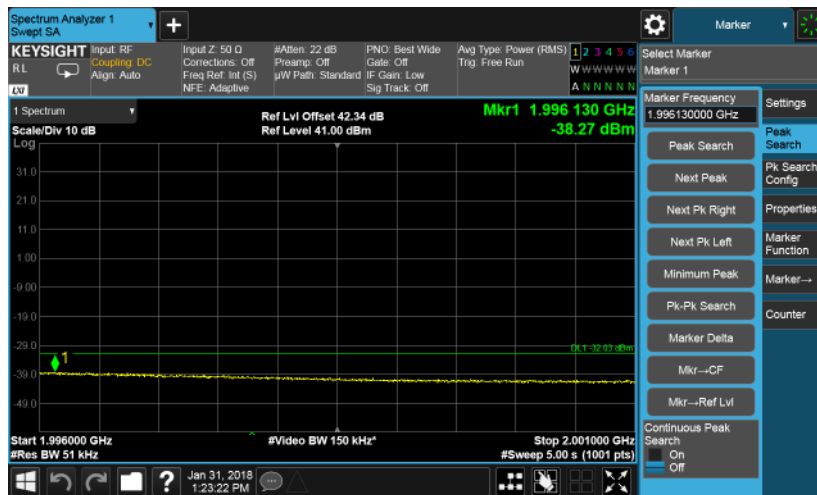 Spectrum Analyzer 1
Swept SA
Marker
KEYSIGHT
RL
LXI
Input: RF
Coupling: DC
Align: Auto
Input Z: 50 Ω
Corrections: Off
Freq Ref: Int (S)
NFE: Adaptive
#Atten: 22 dB
Preamp: Off
µW Path: Standard
PNO: Best Wide
Gate: Off
IF Gain: Low
Sig Track: Off
Avg Type: Power (RMS)
Trig: Free Run
1 2 3 4 5 6
W W W W W W
A N N N N N
Select Marker
Marker 1
1 Spectrum
Scale/Div 10 dB
Log
Ref Lvl Offset 42.34 dB
Ref Level 41.00 dBm
Mkr1 1.996 130 GHz
-38.27 dBm
31.0
21.0
11.0
1.00
-9.00
-19.0
-29.0
-39.0
-49.0
1
DL1 -32.03 dBm
Start 1.996000 GHz
#Res BW 51 kHz
#Video BW 150 kHz*
Stop 2.001000 GHz
#Sweep 5.00 s (1001 pts)
Marker Frequency
1.996130000 GHz
Peak Search
Next Peak
Next Pk Right
Next Pk Left
Minimum Peak
Pk-Pk Search
Marker Delta
Mkr→CF
Mkr→Ref Lvl
Continuous Peak
Search
On
Off
Settings
Peak
Search
Pk Search
Config
Properties
Marker
Function
Marker→
Counter
?
Jan 31, 2018
1:23:22 PM